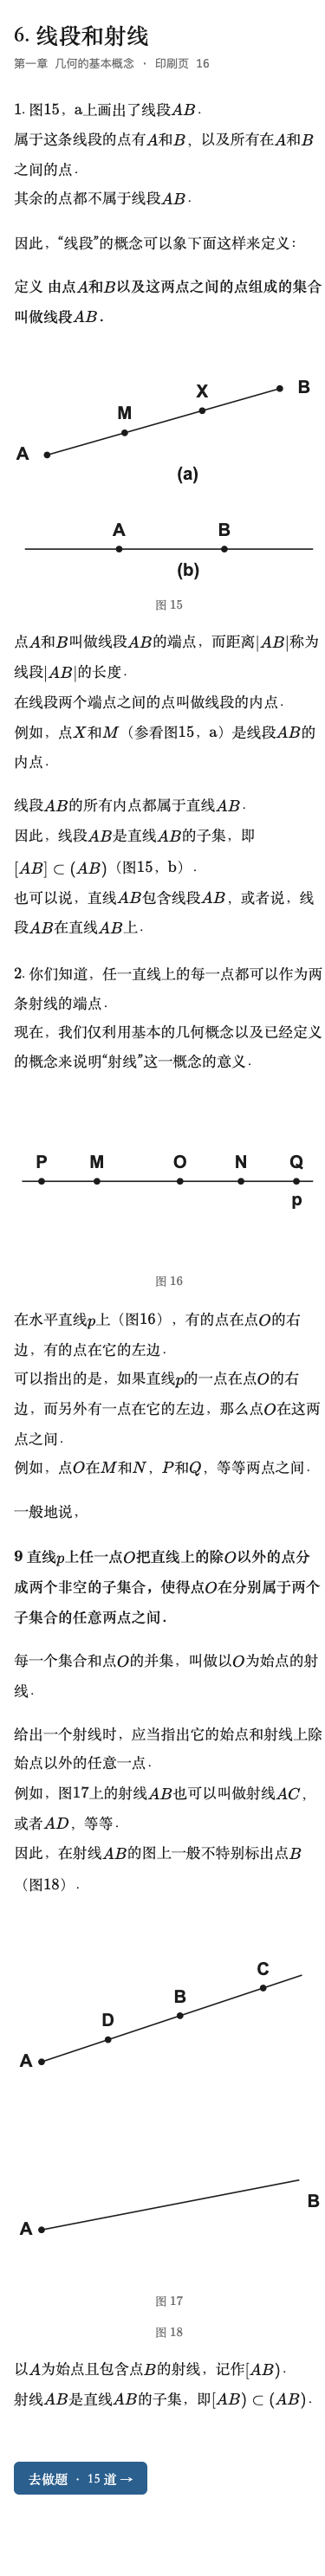 6. 线段和射线
第一章 几何的基本概念 · 印刷页 16
1. 图15，a上画出了线段AB.
属于这条线段的点有A和B，以及所有在A和B
之间的点.
其余的点都不属于线段AB.
因此，“线段”的概念可以象下面这样来定义：
定义 由点A和B以及这两点之间的点组成的集合
叫做线段AB.
A
M
X
B
(a)
A
B
(b)
图 15
点A和B叫做线段AB的端点，而距离|AB|称为
线段|AB|的长度.
在线段两个端点之间的点叫做线段的内点.
例如，点X和M（参看图15，a）是线段AB的
内点.
线段AB的所有内点都属于直线AB.
因此，线段AB是直线AB的子集，即
[AB] ⊂ (AB)（图15，b）.
也可以说，直线AB包含线段AB，或者说，线
段AB在直线AB上.
2. 你们知道，任一直线上的每一点都可以作为两
条射线的端点.
现在，我们仅利用基本的几何概念以及已经定义
的概念来说明“射线”这一概念的意义.
P
M
O
N
Q
p
图 16
在水平直线p上（图16），有的点在点O的右
边，有的点在它的左边.
可以指出的是，如果直线p的一点在点O的右
边，而另外有一点在它的左边，那么点O在这两
点之间.
例如，点O在M和N，P和Q，等等两点之间.
一般地说，
9 直线p上任一点O把直线上的除O以外的点分
成两个非空的子集合，使得点O在分别属于两个
子集合的任意两点之间.
每一个集合和点O的并集，叫做以O为始点的射
线.
给出一个射线时，应当指出它的始点和射线上除
始点以外的任意一点.
例如，图17上的射线AB也可以叫做射线AC，
或者AD，等等.
因此，在射线AB的图上一般不特别标出点B
（图18）.
A
D
B
C
A
B
图 17
图 18
以A为始点且包含点B的射线，记作[AB).
射线AB是直线AB的子集，即[AB) ⊂ (AB).
去做题 · 15 道 →